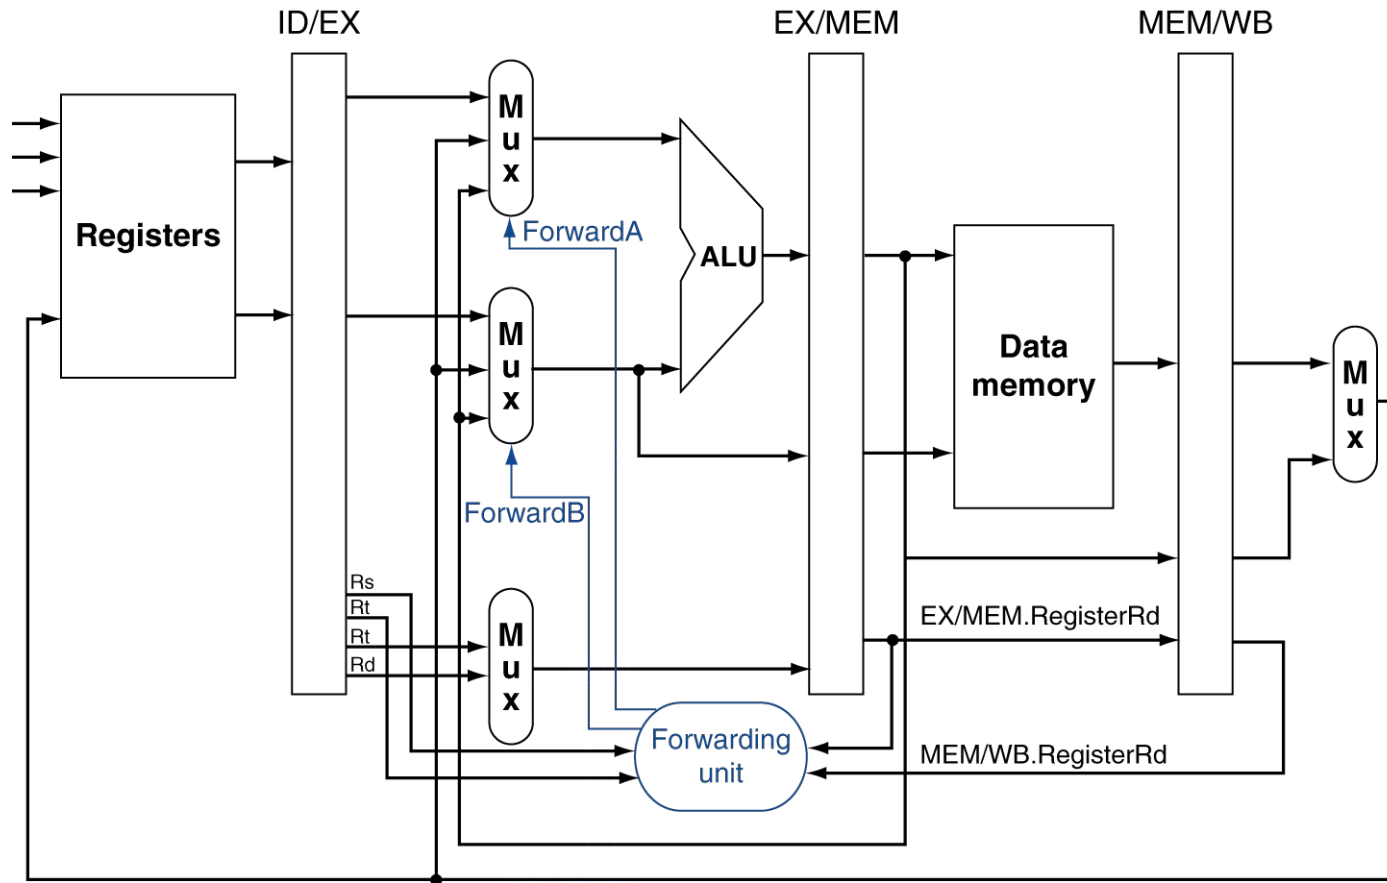 ID/EX
EX/MEM
MEM/WB
M
u
x
Registers
ForwardA
ALU
M
u
x
Data
memory
M
u
x
ForwardB
Rs
Rt
Rt
Rd
M
u
x
EX/MEM.RegisterRd
Forwarding
unit
MEM/WB.RegisterRd